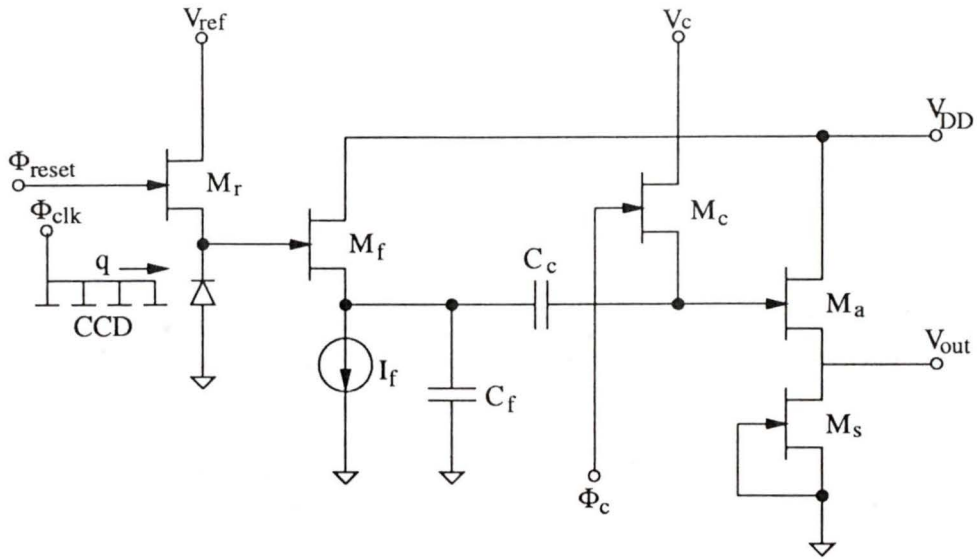 V_ref
V_c
V_DD
Φ_reset
M_r
Φ_clk
M_c
M_f
q
C_c
CCD
M_a
V_out
I_f
C_f
M_s
Φ_c